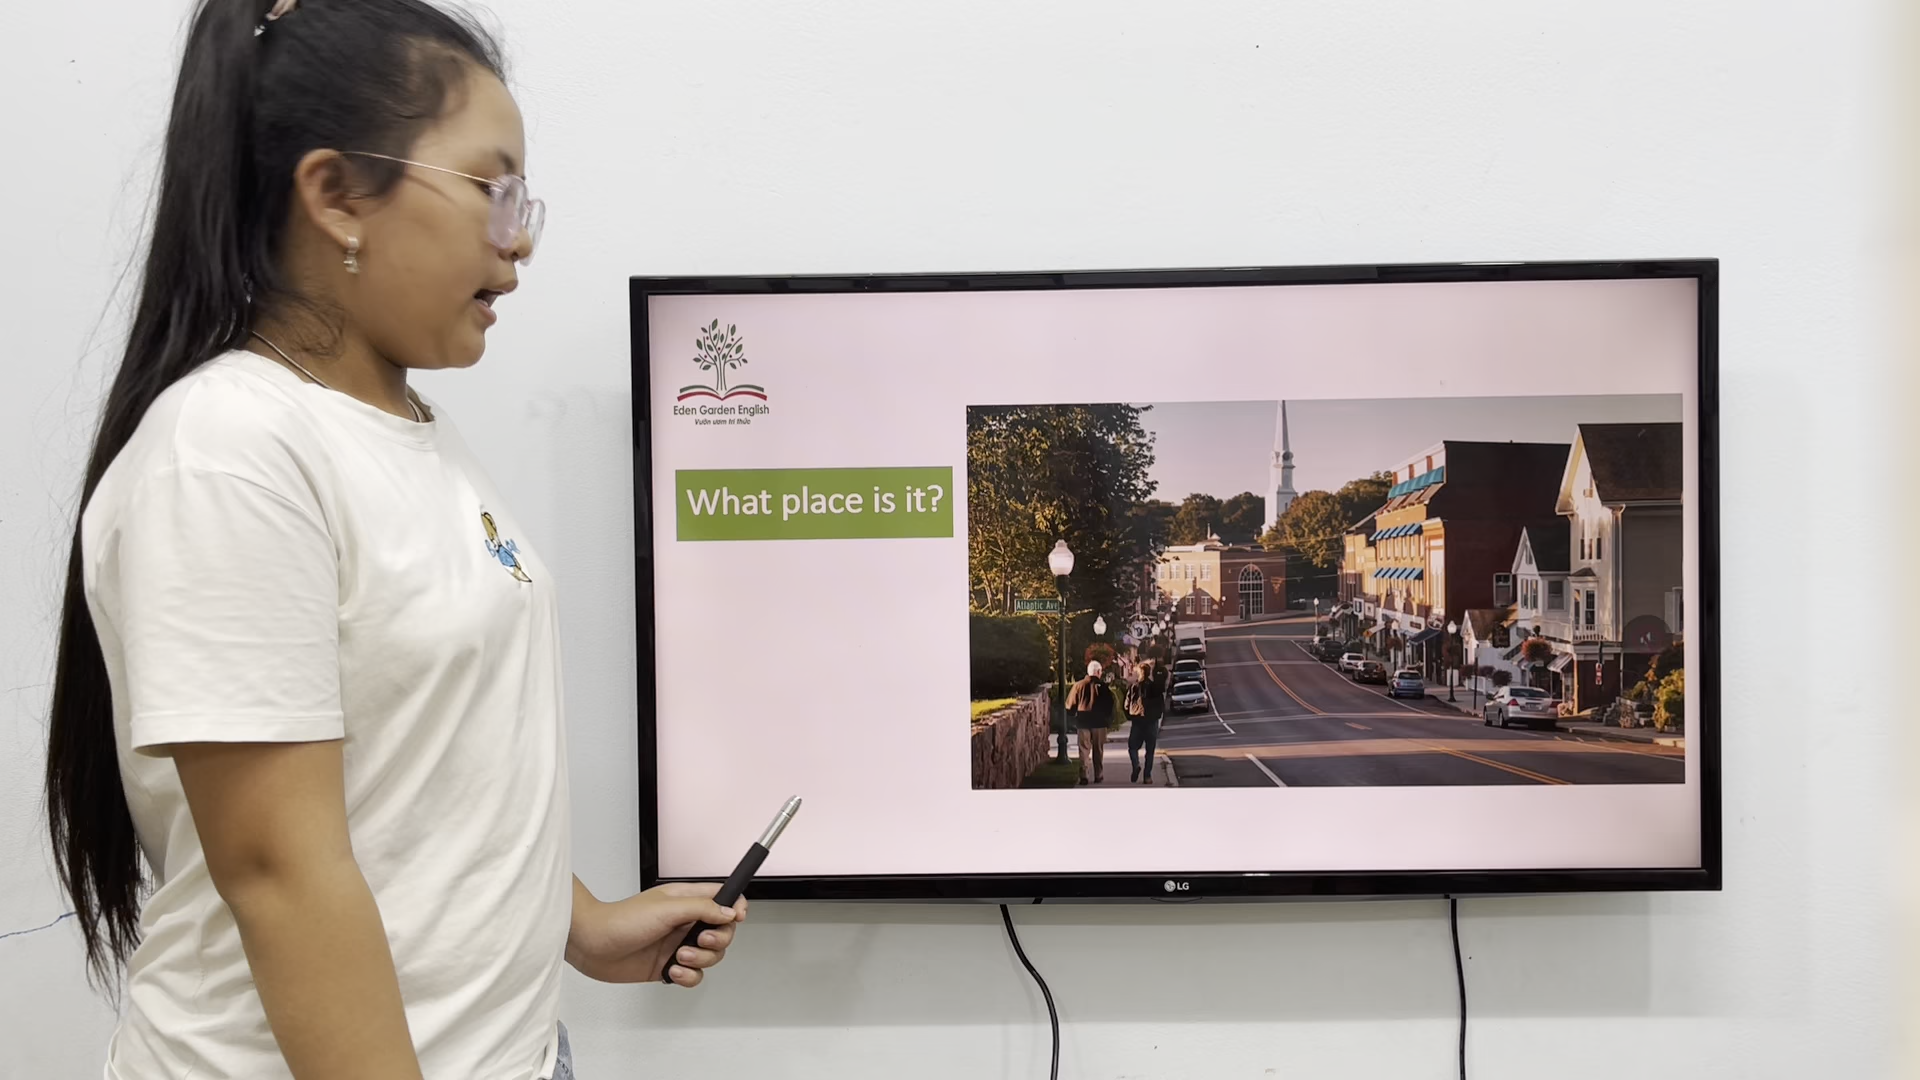 Eden Garden English
Vườn ươm tri thức
What place is it?
Atlantic Ave
LG